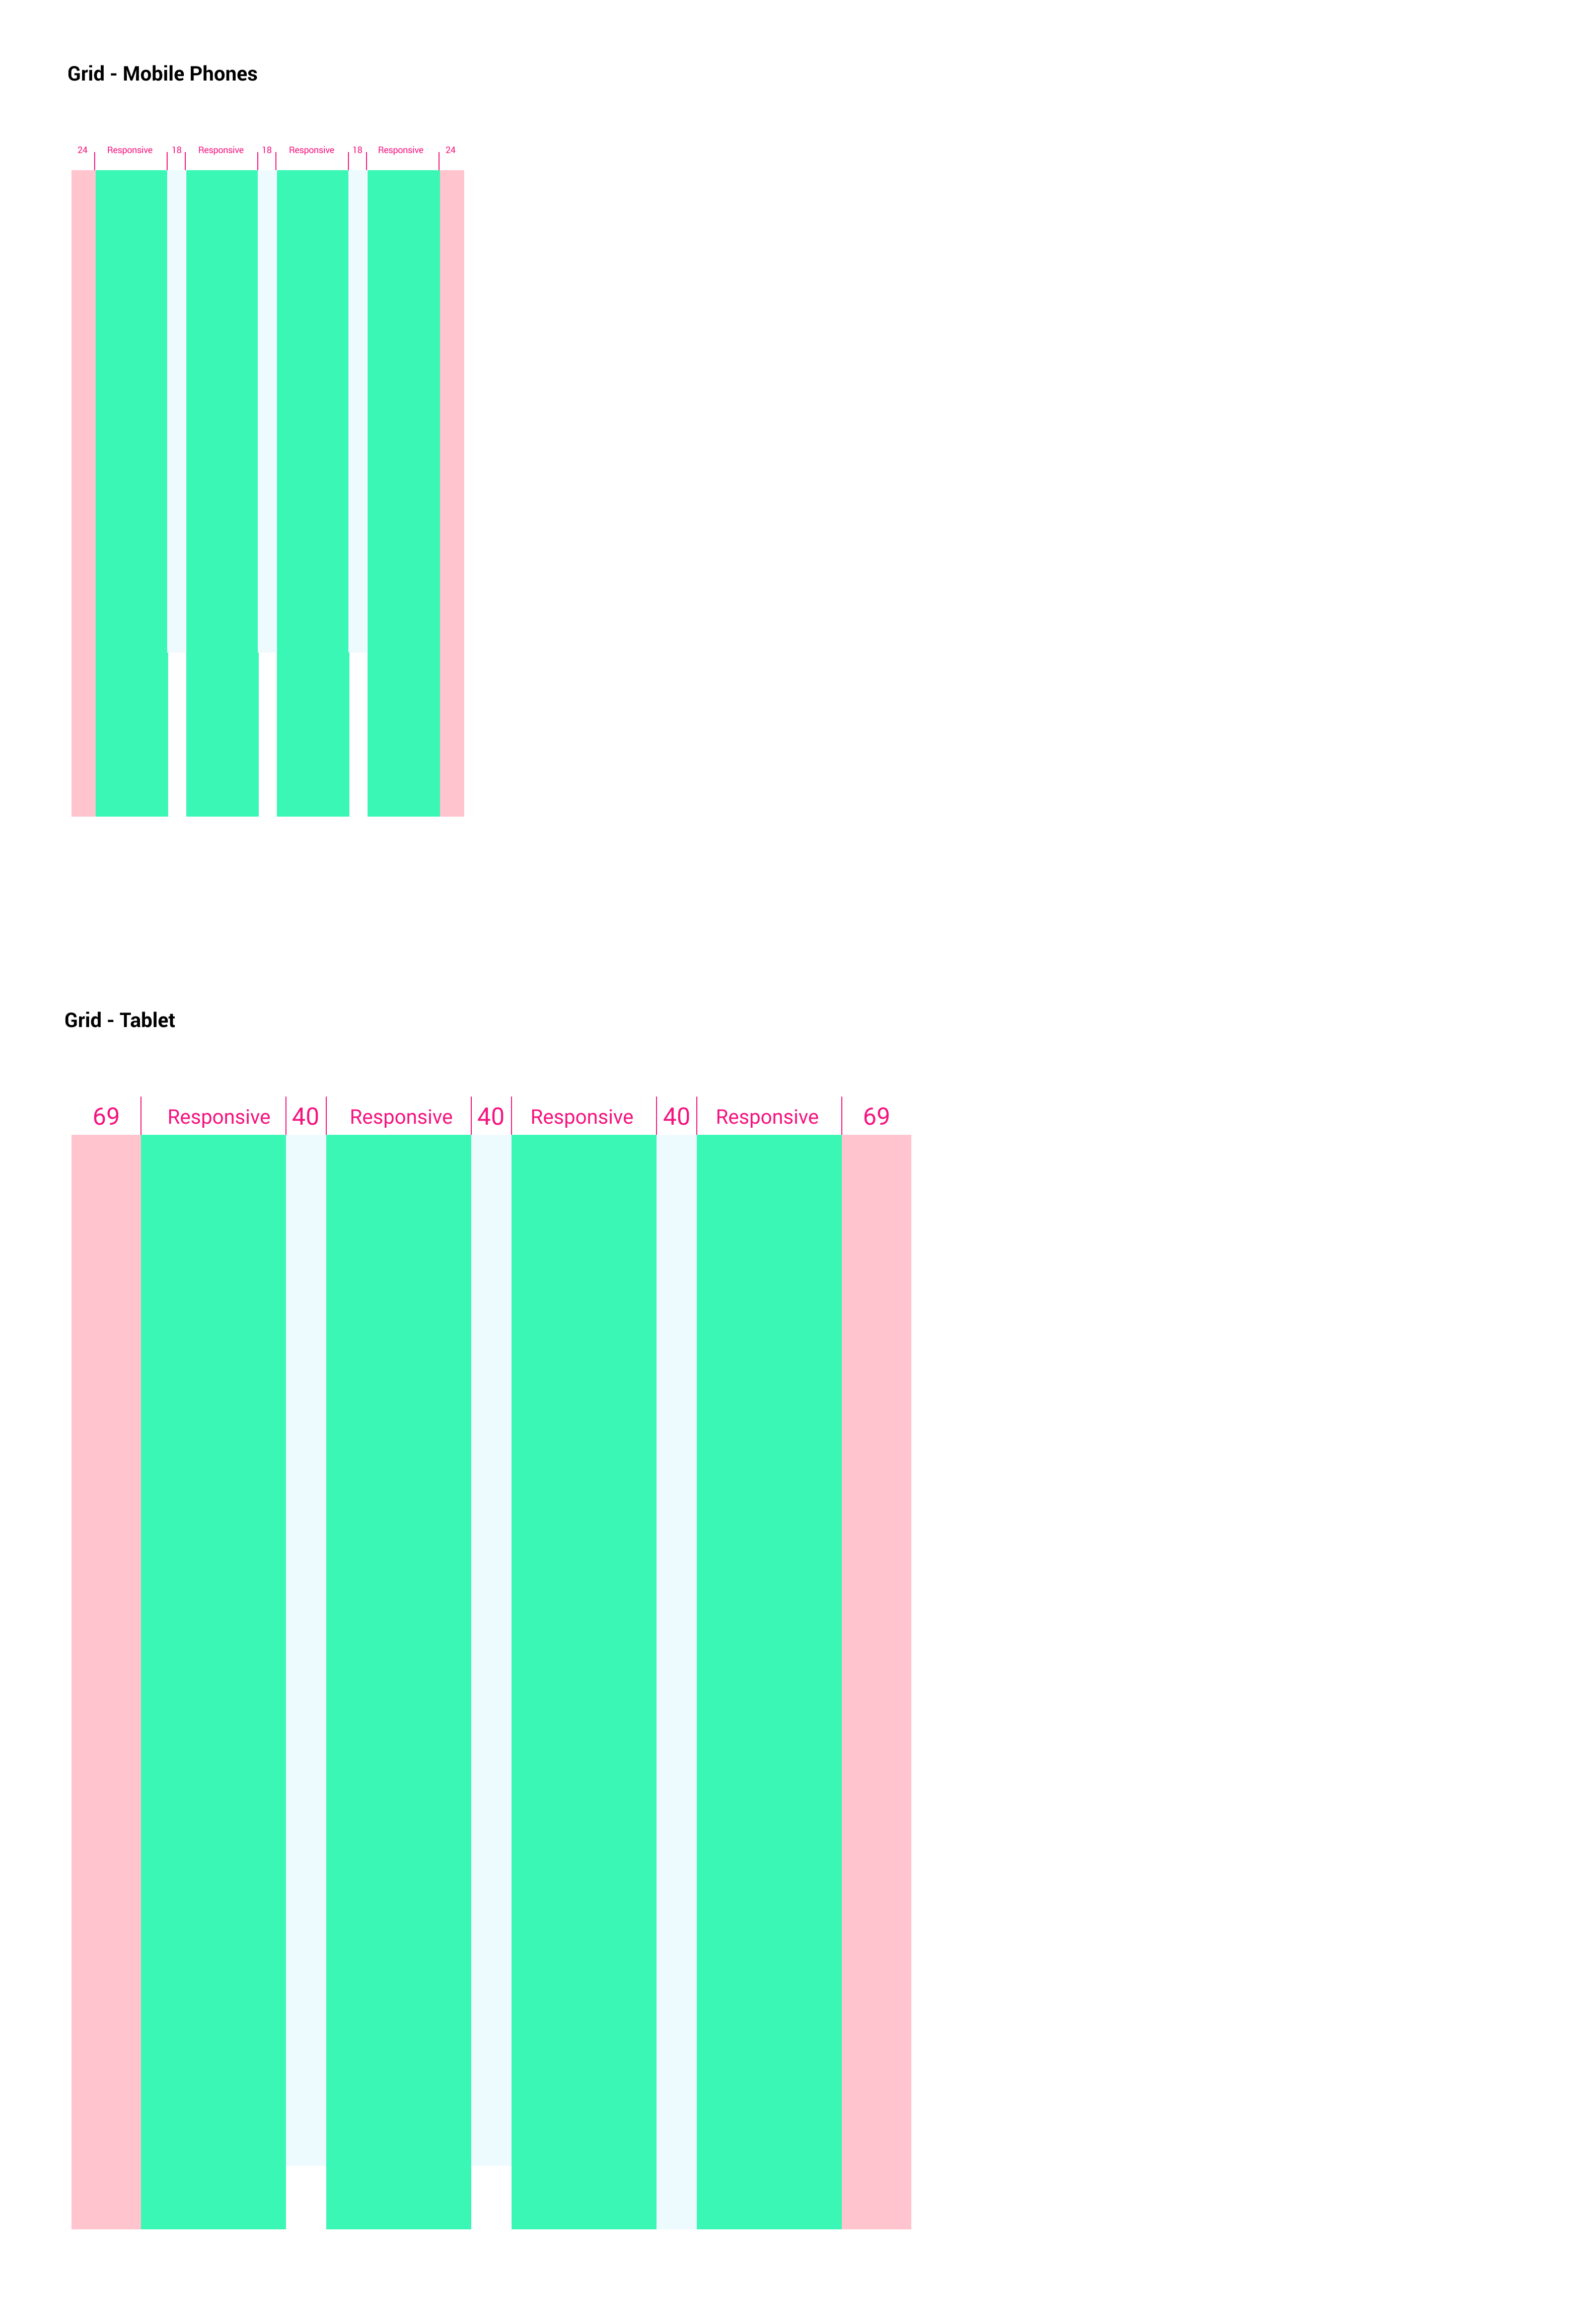 Grid - Mobile Phones
24 Responsive 18 Responsive 18 Responsive 18 Responsive 24
Grid - Tablet
69 Responsive 40 Responsive 40 Responsive 40 Responsive 69